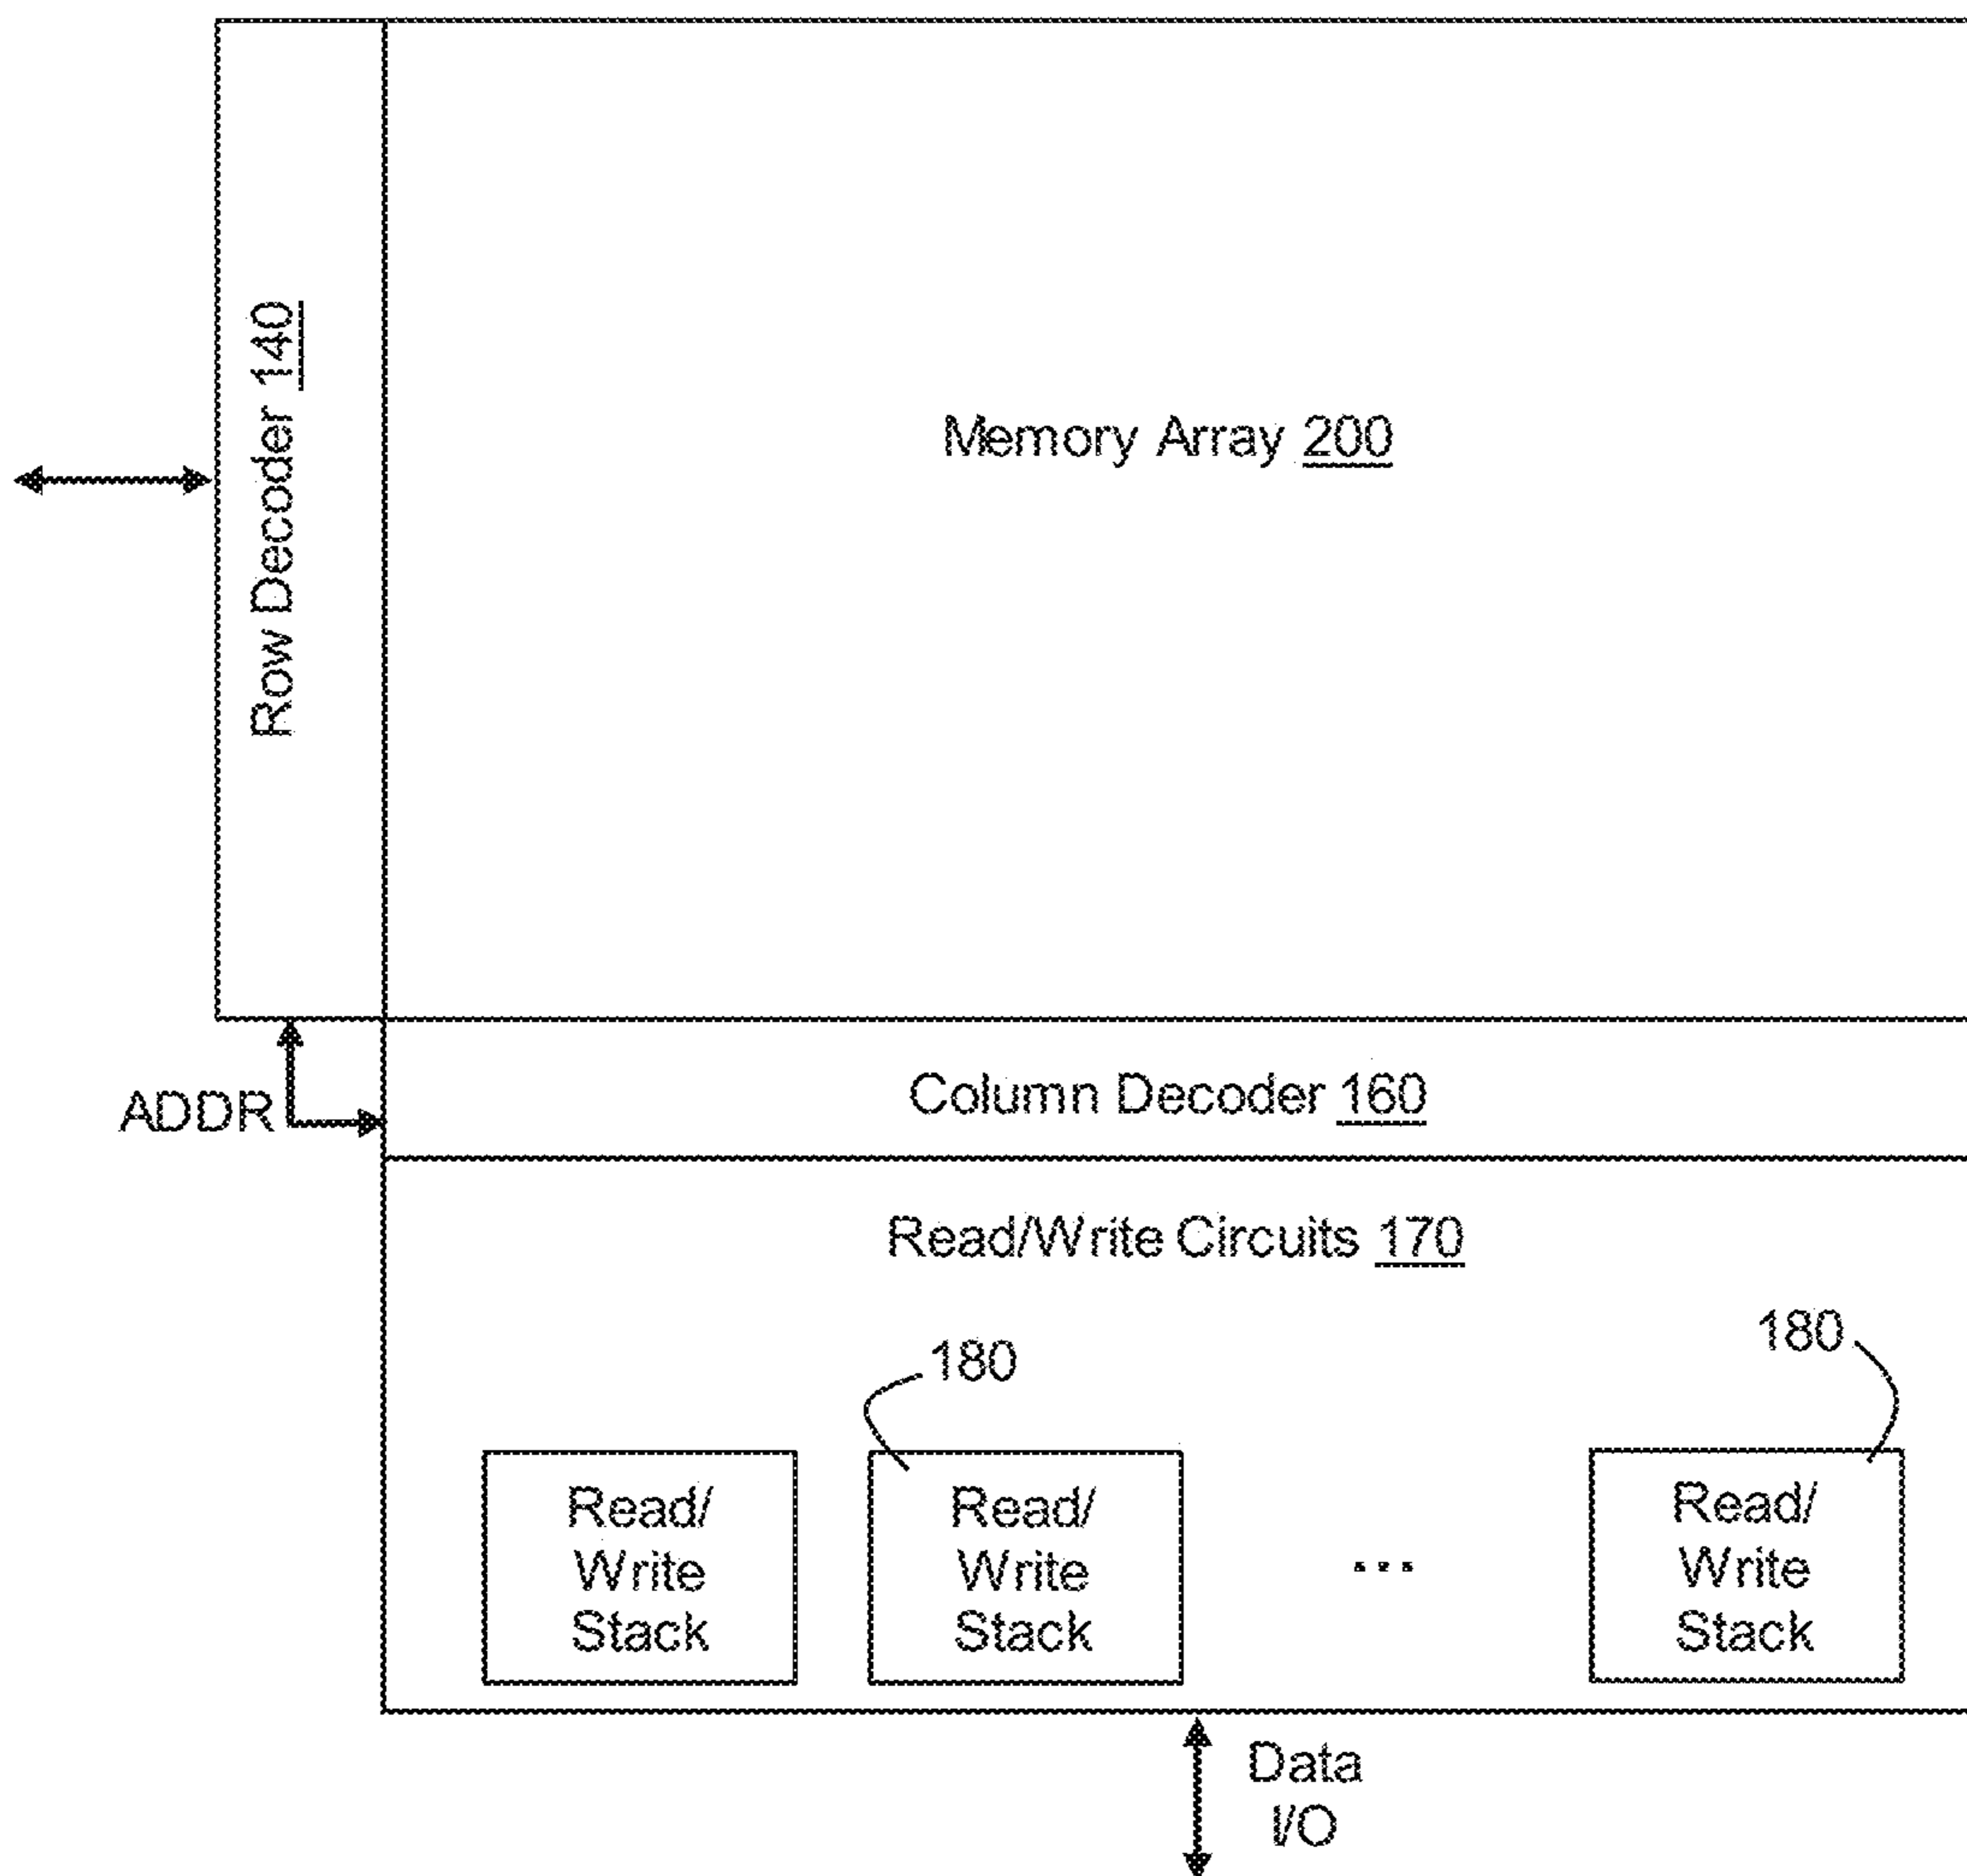 Row Decoder 140
Memory Array 200
ADDR
Column Decoder 160
Read/Write Circuits 170
180
180
Read/
Write
Stack
Read/
Write
Stack
...
Read/
Write
Stack
Data
I/O